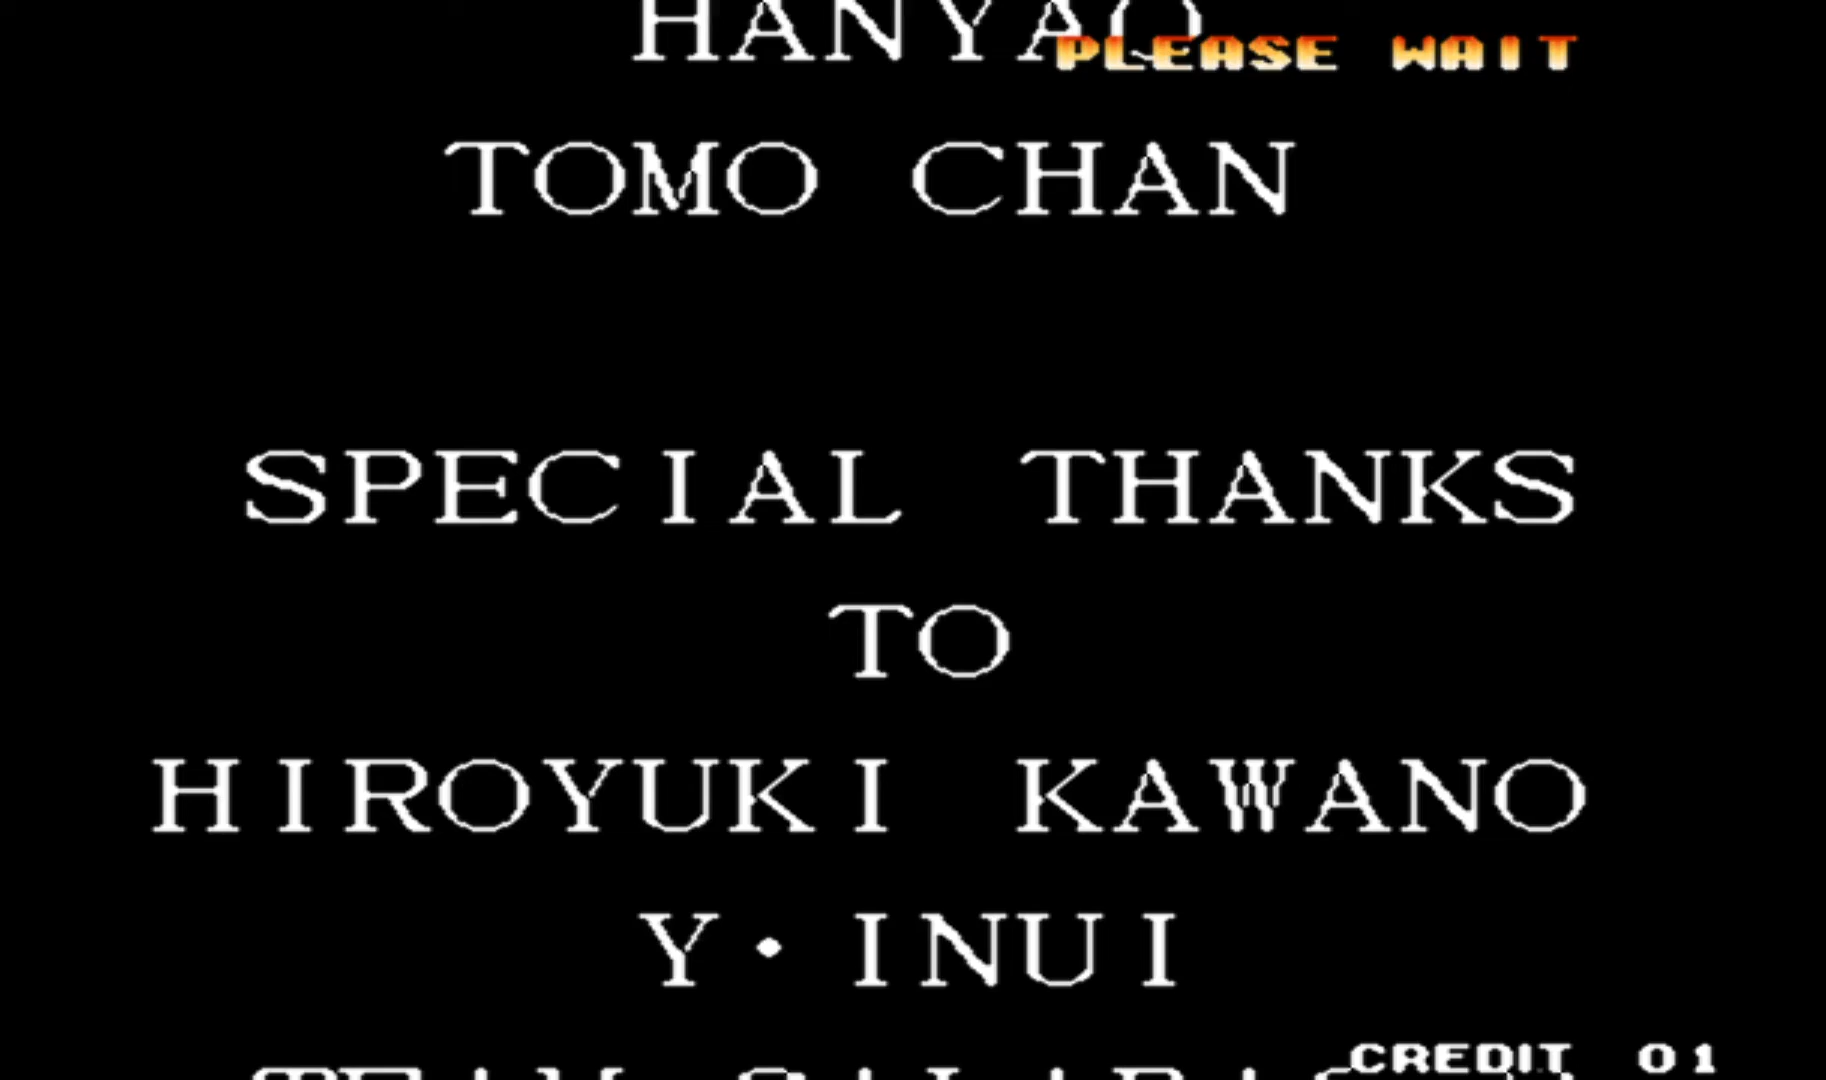 HANYAO
PLEASE WAIT
TOMO CHAN
SPECIAL THANKS
TO
HIROYUKI KAWANO
Y・INUI
CREDIT 01